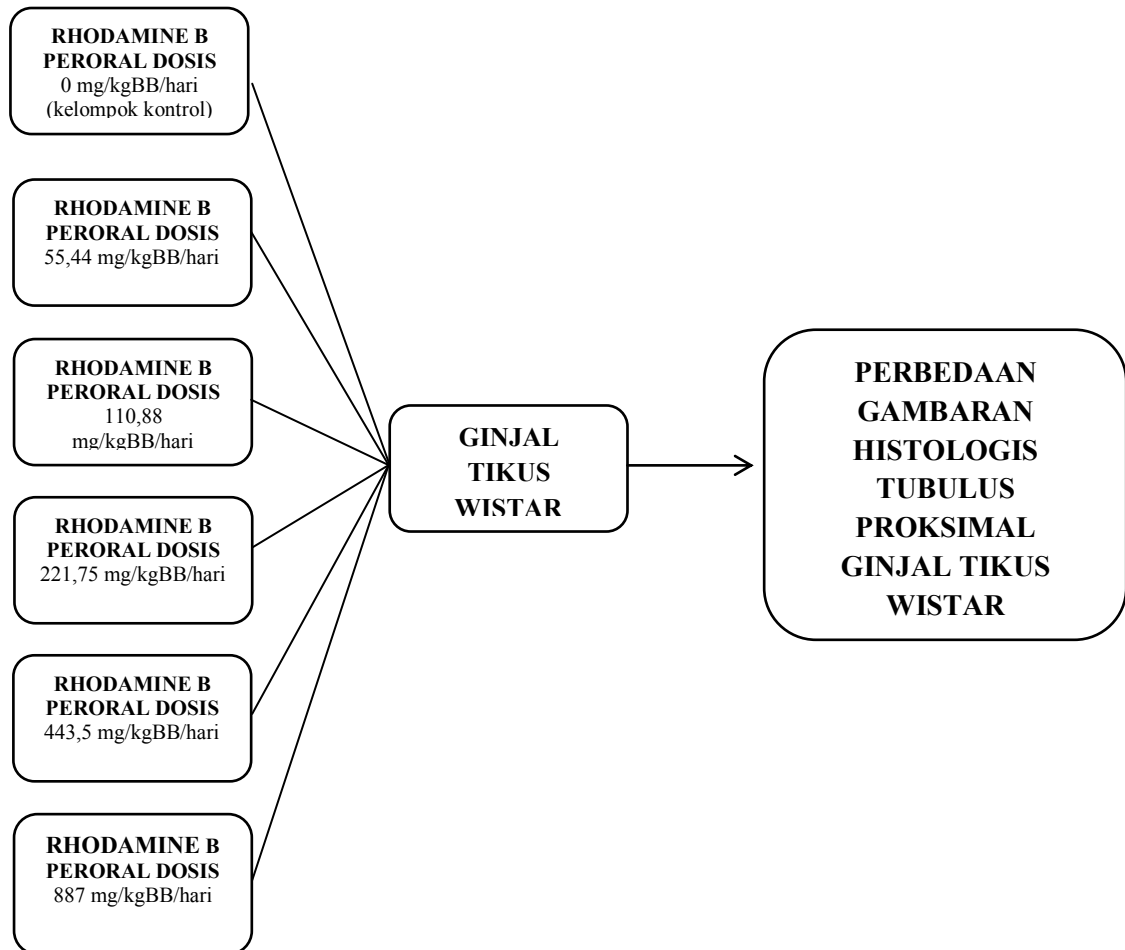 RHODAMINE B
PERORAL DOSIS
0 mg/kgBB/hari
(kelompok kontrol)
RHODAMINE B
PERORAL DOSIS
55,44 mg/kgBB/hari
RHODAMINE B
PERORAL DOSIS
110,88
mg/kgBB/hari
RHODAMINE B
PERORAL DOSIS
221,75 mg/kgBB/hari
RHODAMINE B
PERORAL DOSIS
443,5 mg/kgBB/hari
RHODAMINE B
PERORAL DOSIS
887 mg/kgBB/hari
GINJAL
TIKUS
WISTAR
PERBEDAAN
GAMBARAN
HISTOLOGIS
TUBULUS
PROKSIMAL
GINJAL TIKUS
WISTAR